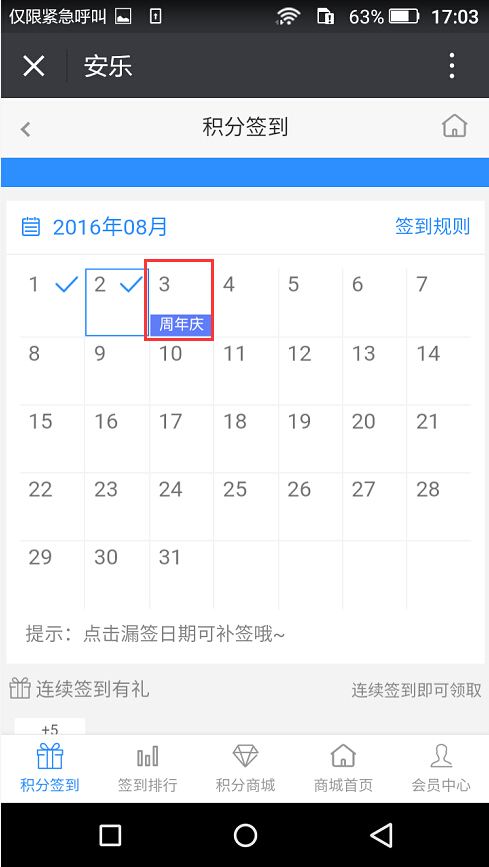 仅限紧急呼叫 63% 17:03
安乐
积分签到
2016年08月 签到规则
1 2 3 4 5 6 7
周年庆
8 9 10 11 12 13 14
15 16 17 18 19 20 21
22 23 24 25 26 27 28
29 30 31
提示：点击漏签日期可补签哦~
连续签到有礼 连续签到即可领取
+5
积分签到 签到排行 积分商城 商城首页 会员中心